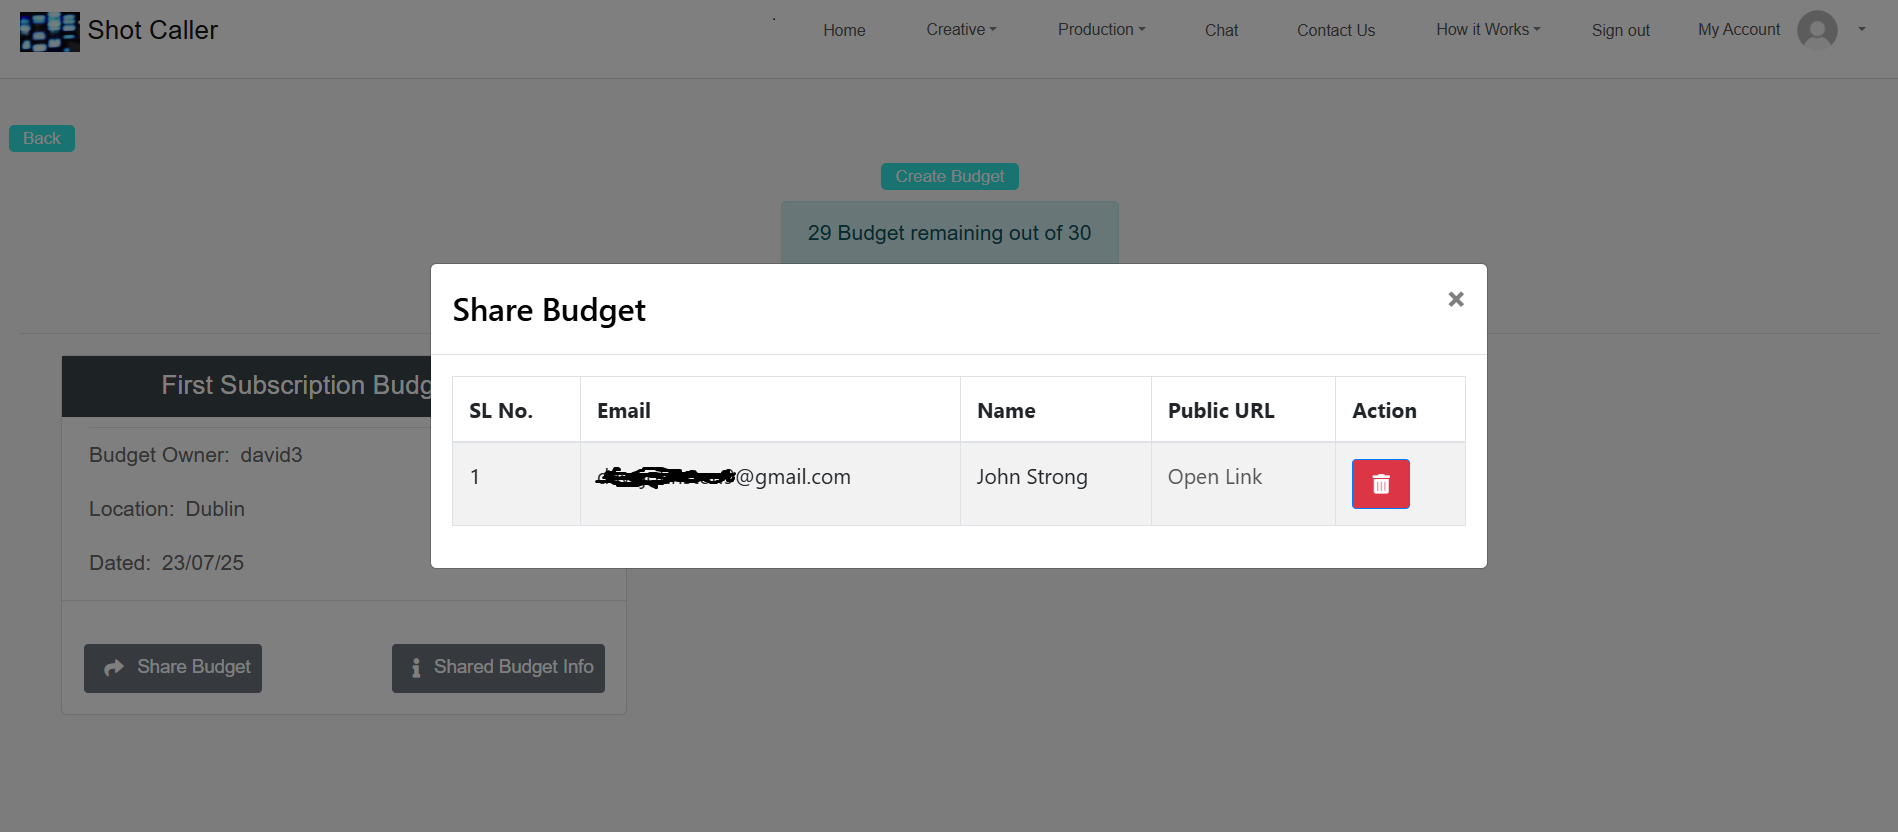 Shot Caller
Home Creative Production Chat Contact Us How it Works Sign out My Account
Back
Create Budget
29 Budget remaining out of 30
Share Budget
SL No. Email Name Public URL Action
1 @gmail.com John Strong Open Link
First Subscription Budg
Budget Owner: david3
Location: Dublin
Dated: 23/07/25
Share Budget Shared Budget Info